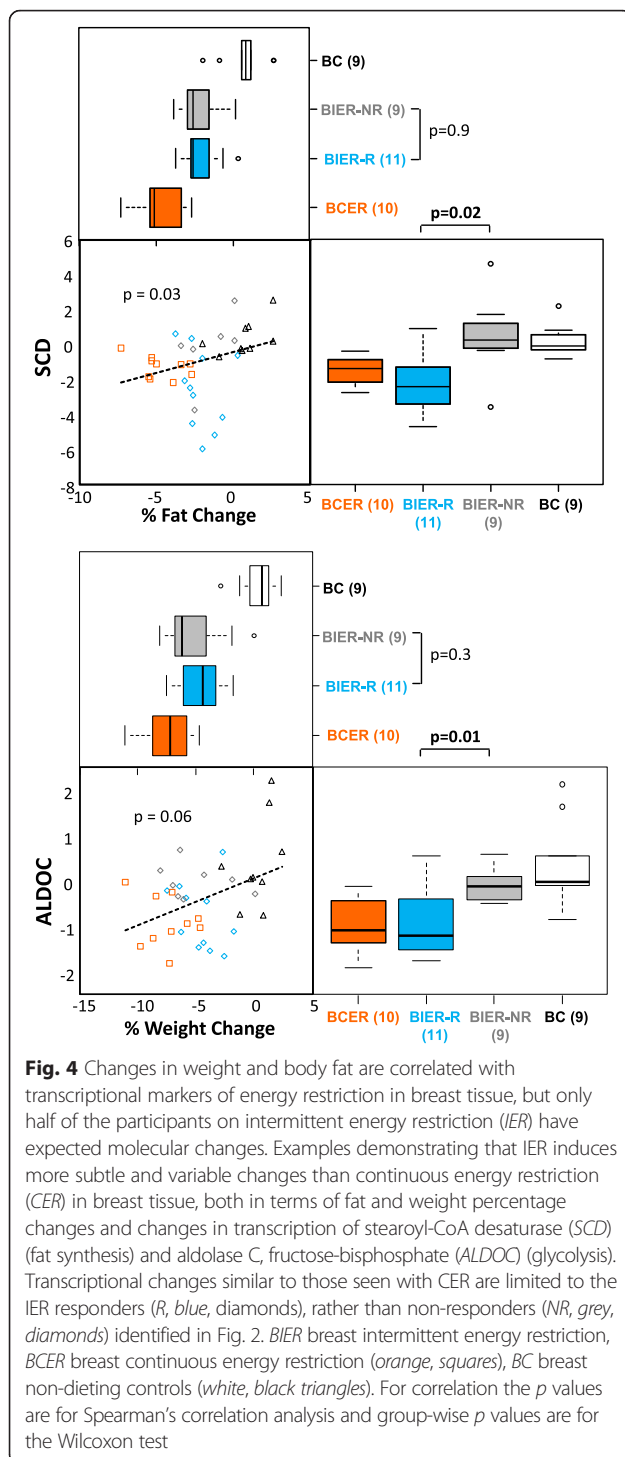 BC (9)
BIER-NR (9)
p=0.9
BIER-R (11)
BCER (10)
p=0.02
6
4
2
0
-2
-4
-6
-8
SCD
p = 0.03
-10
-5
0
5
% Fat Change
BCER (10)
BIER-R
(11)
BIER-NR
(9)
BC (9)
BC (9)
BIER-NR (9)
p=0.3
BIER-R (11)
BCER (10)
p=0.01
2
1
0
-1
-2
ALDOC
p = 0.06
-15
-10
-5
0
5
% Weight Change
BCER (10)
BIER-R
(11)
BIER-NR
(9)
BC (9)
Fig. 4 Changes in weight and body fat are correlated with
transcriptional markers of energy restriction in breast tissue, but only
half of the participants on intermittent energy restriction (IER) have
expected molecular changes. Examples demonstrating that IER induces
more subtle and variable changes than continuous energy restriction
(CER) in breast tissue, both in terms of fat and weight percentage
changes and changes in transcription of stearoyl-CoA desaturase (SCD)
(fat synthesis) and aldolase C, fructose-bisphosphate (ALDOC) (glycolysis).
Transcriptional changes similar to those seen with CER are limited to the
IER responders (R, blue, diamonds), rather than non-responders (NR, grey,
diamonds) identified in Fig. 2. BIER breast intermittent energy restriction,
BCER breast continuous energy restriction (orange, squares), BC breast
non-dieting controls (white, black triangles). For correlation the p values
are for Spearman's correlation analysis and group-wise p values are for
the Wilcoxon test